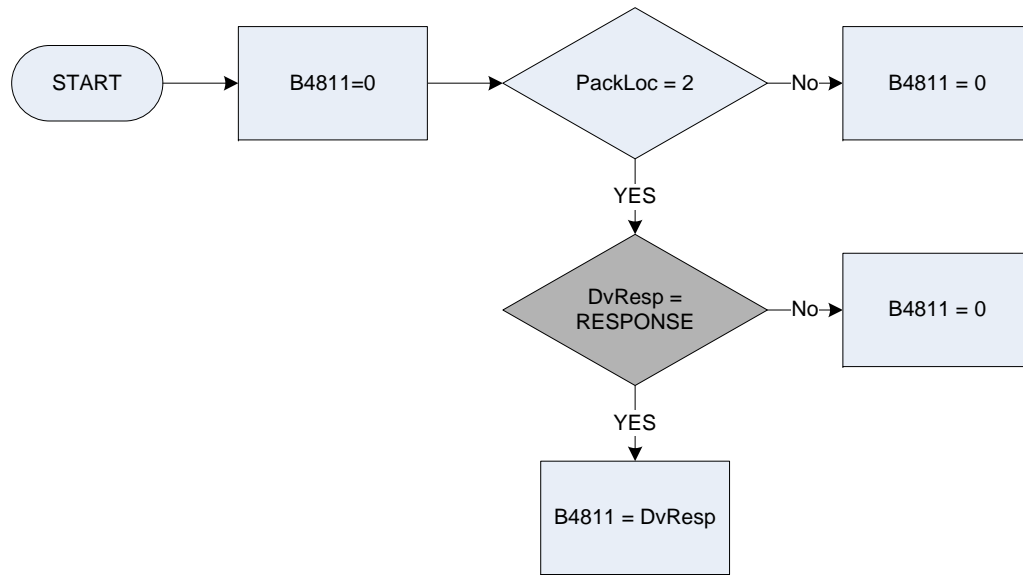 START
B4811=0
PackLoc = 2
No
B4811 = 0
YES
DvResp =
RESPONSE
No
B4811 = 0
YES
B4811 = DvResp